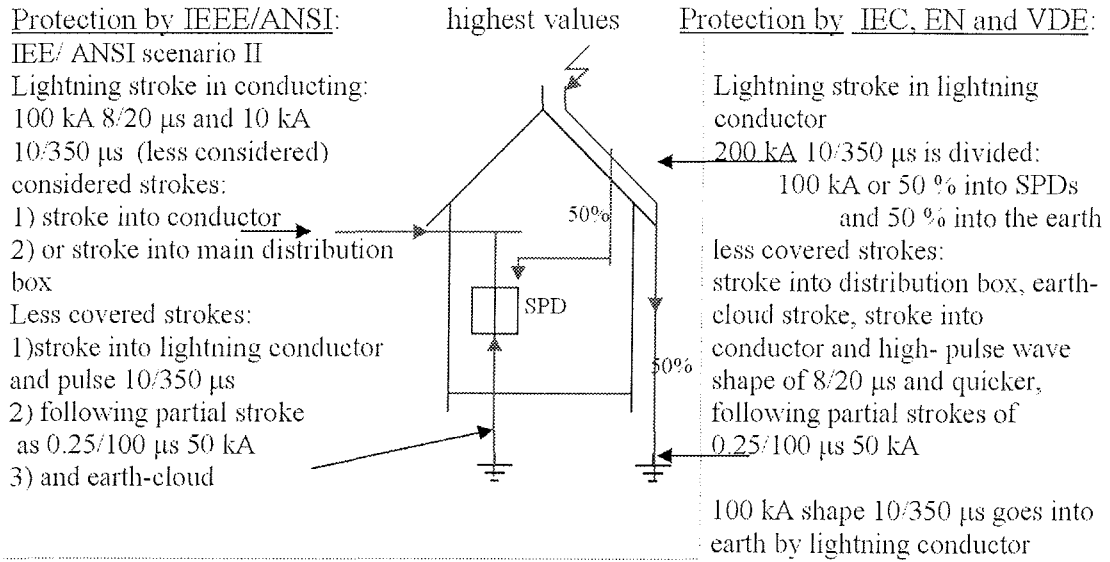 Protection by IEEE/ANSI:
IEE/ ANSI scenario II
Lightning stroke in conducting:
100 kA 8/20 µs and 10 kA
10/350 µs (less considered)
considered strokes:
1) stroke into conductor
2) or stroke into main distribution
box
Less covered strokes:
1)stroke into lightning conductor
and pulse 10/350 µs
2) following partial stroke
as 0.25/100 µs 50 kA
3) and earth-cloud
highest values
50%
SPD
50%
Protection by IEC, EN and VDE:
Lightning stroke in lightning
conductor
200 kA 10/350 µs is divided:
100 kA or 50 % into SPDs
and 50 % into the earth
less covered strokes:
stroke into distribution box, earth-
cloud stroke, stroke into
conductor and high- pulse wave
shape of 8/20 µs and quicker,
following partial strokes of
0.25/100 µs 50 kA
100 kA shape 10/350 µs goes into
earth by lightning conductor